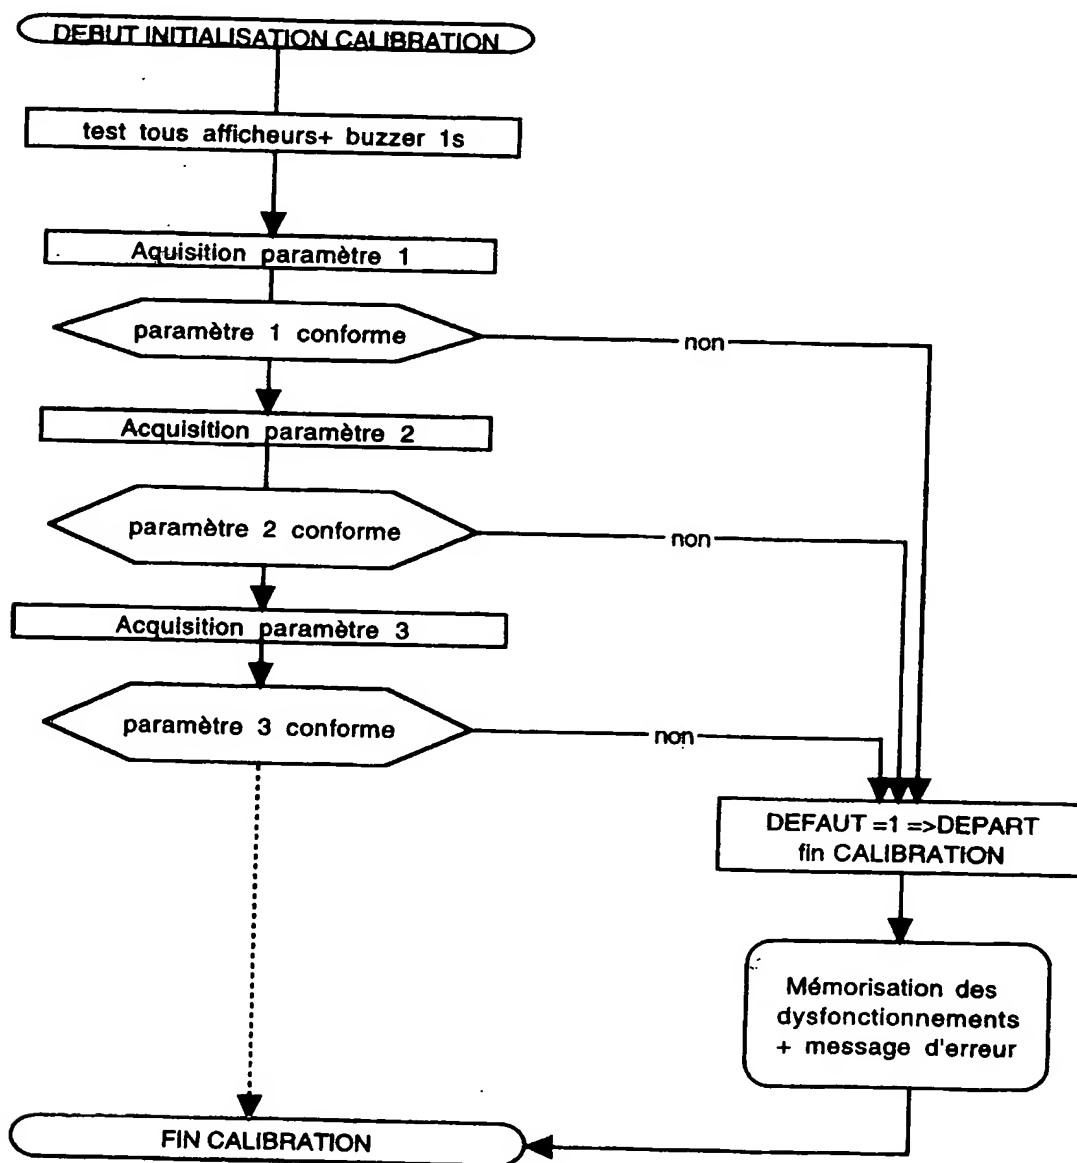 DEBUT INITIALISATION CALIBRATION
test tous afficheurs+ buzzer 1s
Aquisition paramètre 1
paramètre 1 conforme
non
Acquisition paramètre 2
paramètre 2 conforme
non
Acquisition paramètre 3
paramètre 3 conforme
non
DEFAUT =1 =>DEPART
fin CALIBRATION
Mémorisation des
dysfonctionnements
+ message d'erreur
FIN CALIBRATION